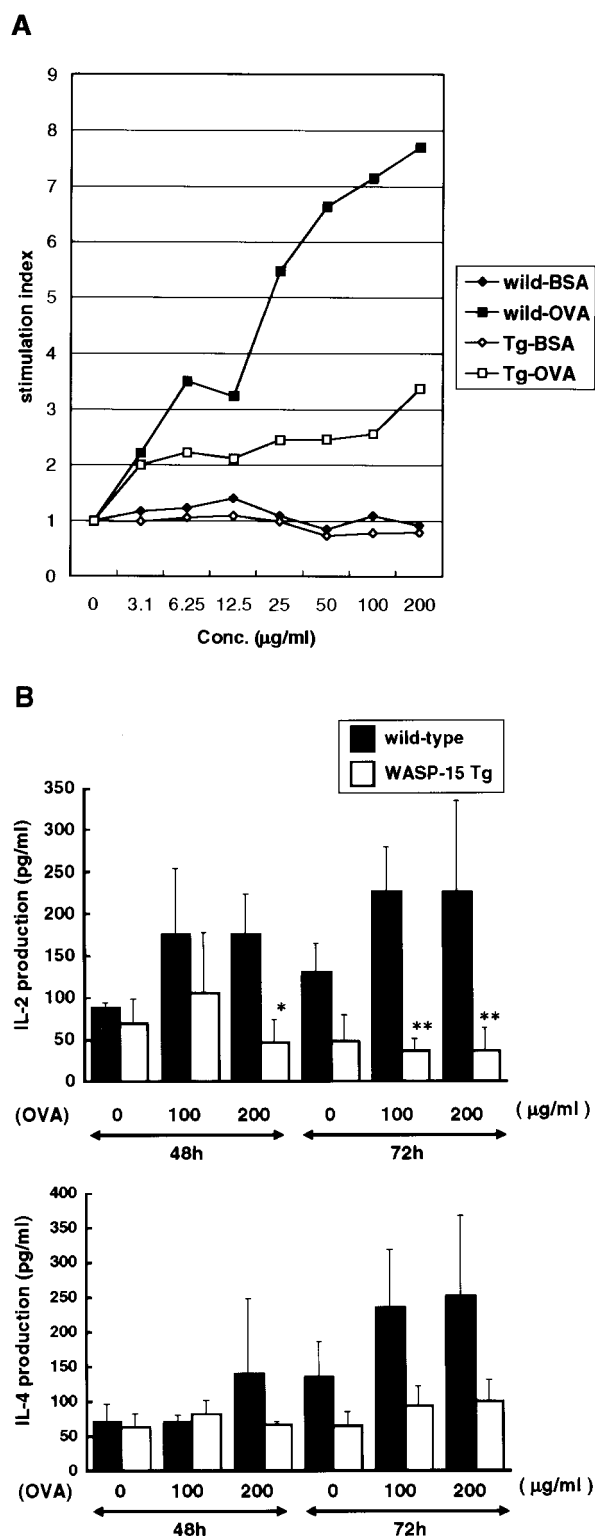 A
9
8
7
6
5
4
3
2
1
0
stimulation index
0 3.1 6.25 12.5 25 50 100 200
Conc. (μg/ml)
wild-BSA
wild-OVA
Tg-BSA
Tg-OVA
B
wild-type
WASP-15 Tg
350
300
250
200
150
100
50
0
IL-2 production (pg/ml)
*
**
**
(OVA) 0 100 200 0 100 200 ( μg/ml)
48h 72h
400
350
300
250
200
150
100
50
0
IL-4 production (pg/ml)
(OVA) 0 100 200 0 100 200 ( μg/ml)
48h 72h